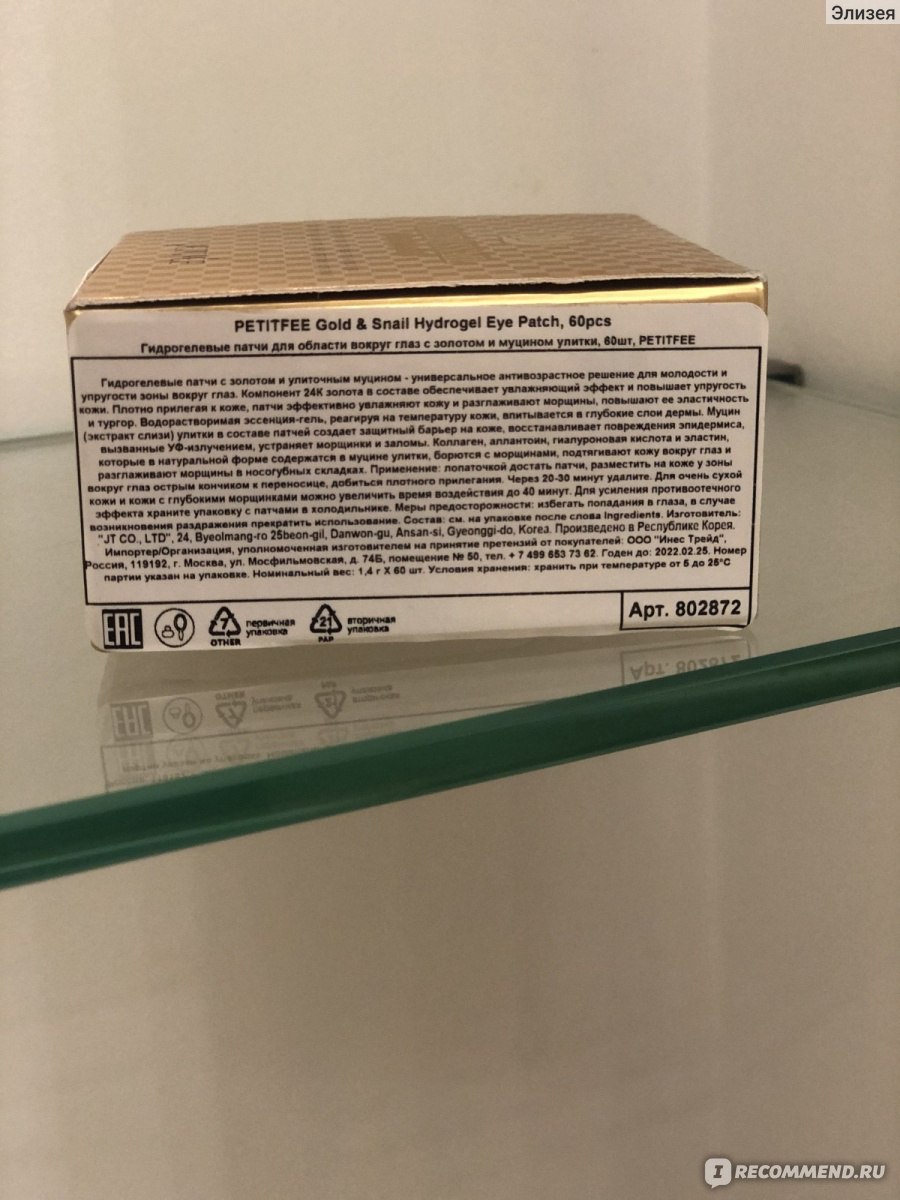 Элизея
PETITFEE Gold & Snail Hydrogel Eye Patch, 60pcs
Гидрогелевые патчи для области вокруг глаз с золотом и муцином улитки, 60шт, PETITFEE
Гидрогелевые патчи с золотом и улиточным муцином - универсальное антивозрастное решение для молодости и
упругости зоны вокруг глаз. Компонент 24К золота в составе обеспечивает увлажняющий эффект и повышает упругость
кожи. Плотно прилегая к коже, патчи эффективно увлажняют кожу и разглаживают морщины, повышают ее эластичность
и тургор. Водорастворимая эссенция-гель, реагируя на температуру кожи, впитывается в глубокие слои дермы. Муцин
(экстракт слизи) улитки в составе патчей создает защитный барьер на коже, восстанавливает повреждения эпидермиса,
вызванные УФ-излучением, устраняет морщинки и заломы. Коллаген, аллантоин, гиалуроновая кислота и эластин,
которые в натуральной форме содержатся в муцине улитки, борются с морщинами, подтягивают кожу вокруг глаз и
разглаживают морщины в носогубных складках. Применение: лопаточкой достать патчи, разместить на коже у зоны
вокруг глаз острым кончиком к переносице, добиться плотного прилегания. Через 20-30 минут удалите. Для очень сухой
кожи и кожи с глубокими морщинками можно увеличить время воздействия до 40 минут. Для усиления противоотечного
эффекта храните упаковку с патчами в холодильнике. Меры предосторожности: избегать попадания в глаза, в случае
возникновения раздражения прекратить использование. Состав: см. на упаковке после слова Ingredients. Изготовитель:
"JT CO., LTD", 24, Byeolmang-ro 25beon-gil, Danwon-gu, Ansan-si, Gyeonggi-do, Korea. Произведено в Республике Корея.
Импортер/Организация, уполномоченная изготовителем на принятие претензий от покупателей: ООО "Инес Трейд",
Россия, 119192, г. Москва, ул. Мосфильмовская, д. 74Б, помещение № 50, тел. + 7 499 653 73 62. Годен до: 2022.02.25. Номер
партии указан на упаковке. Номинальный вес: 1,4 г X 60 шт. Условия хранения: хранить при температуре от 5 до 25°С
EAC
7 OTHER первичная упаковка
21 PAP вторичная упаковка
Арт. 802872
IRECOMMEND.RU